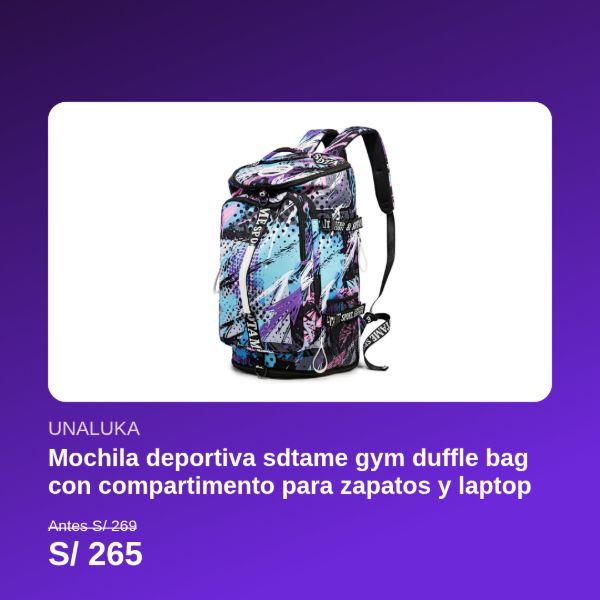 UNALUKA
Mochila deportiva sdtame gym duffle bag
con compartimento para zapatos y laptop
Antes S/ 269
S/ 265